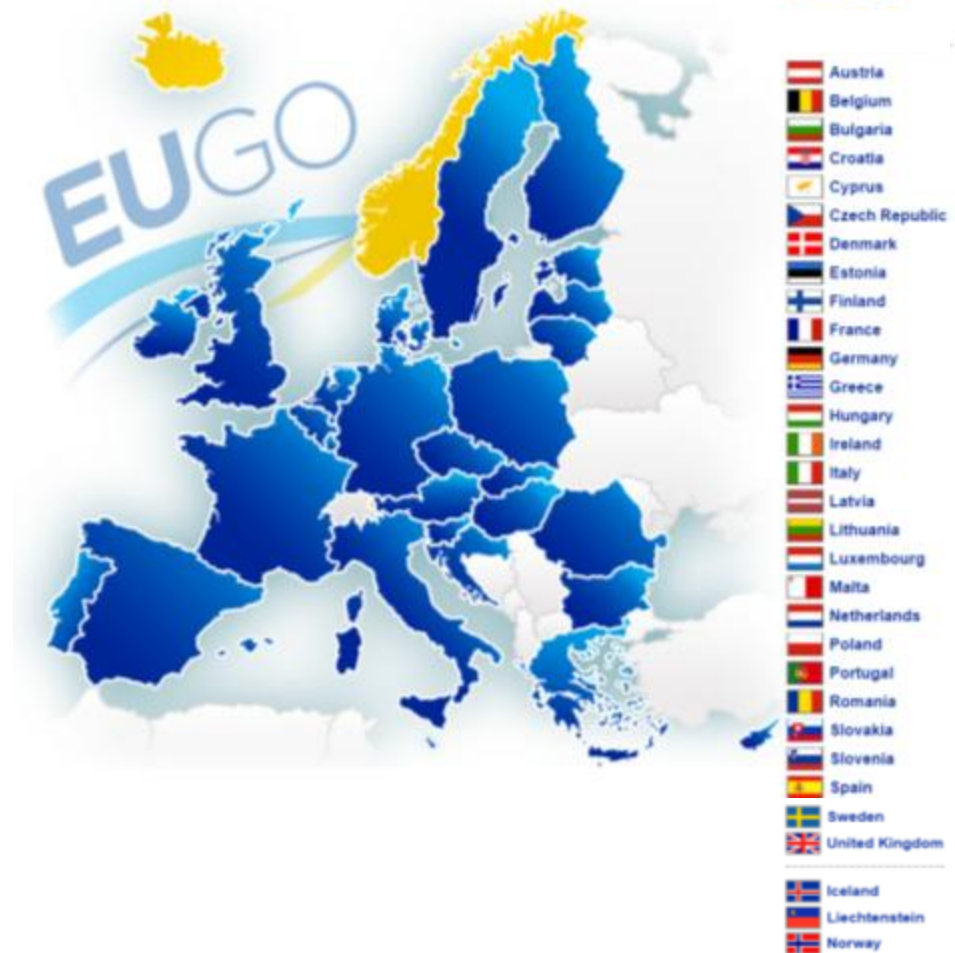 EUGO
Austria
Belgium
Bulgaria
Croatia
Cyprus
Czech Republic
Denmark
Estonia
Finland
France
Germany
Greece
Hungary
Ireland
Italy
Latvia
Lithuania
Luxembourg
Malta
Netherlands
Poland
Portugal
Romania
Slovakia
Slovenia
Spain
Sweden
United Kingdom
Iceland
Liechtenstein
Norway